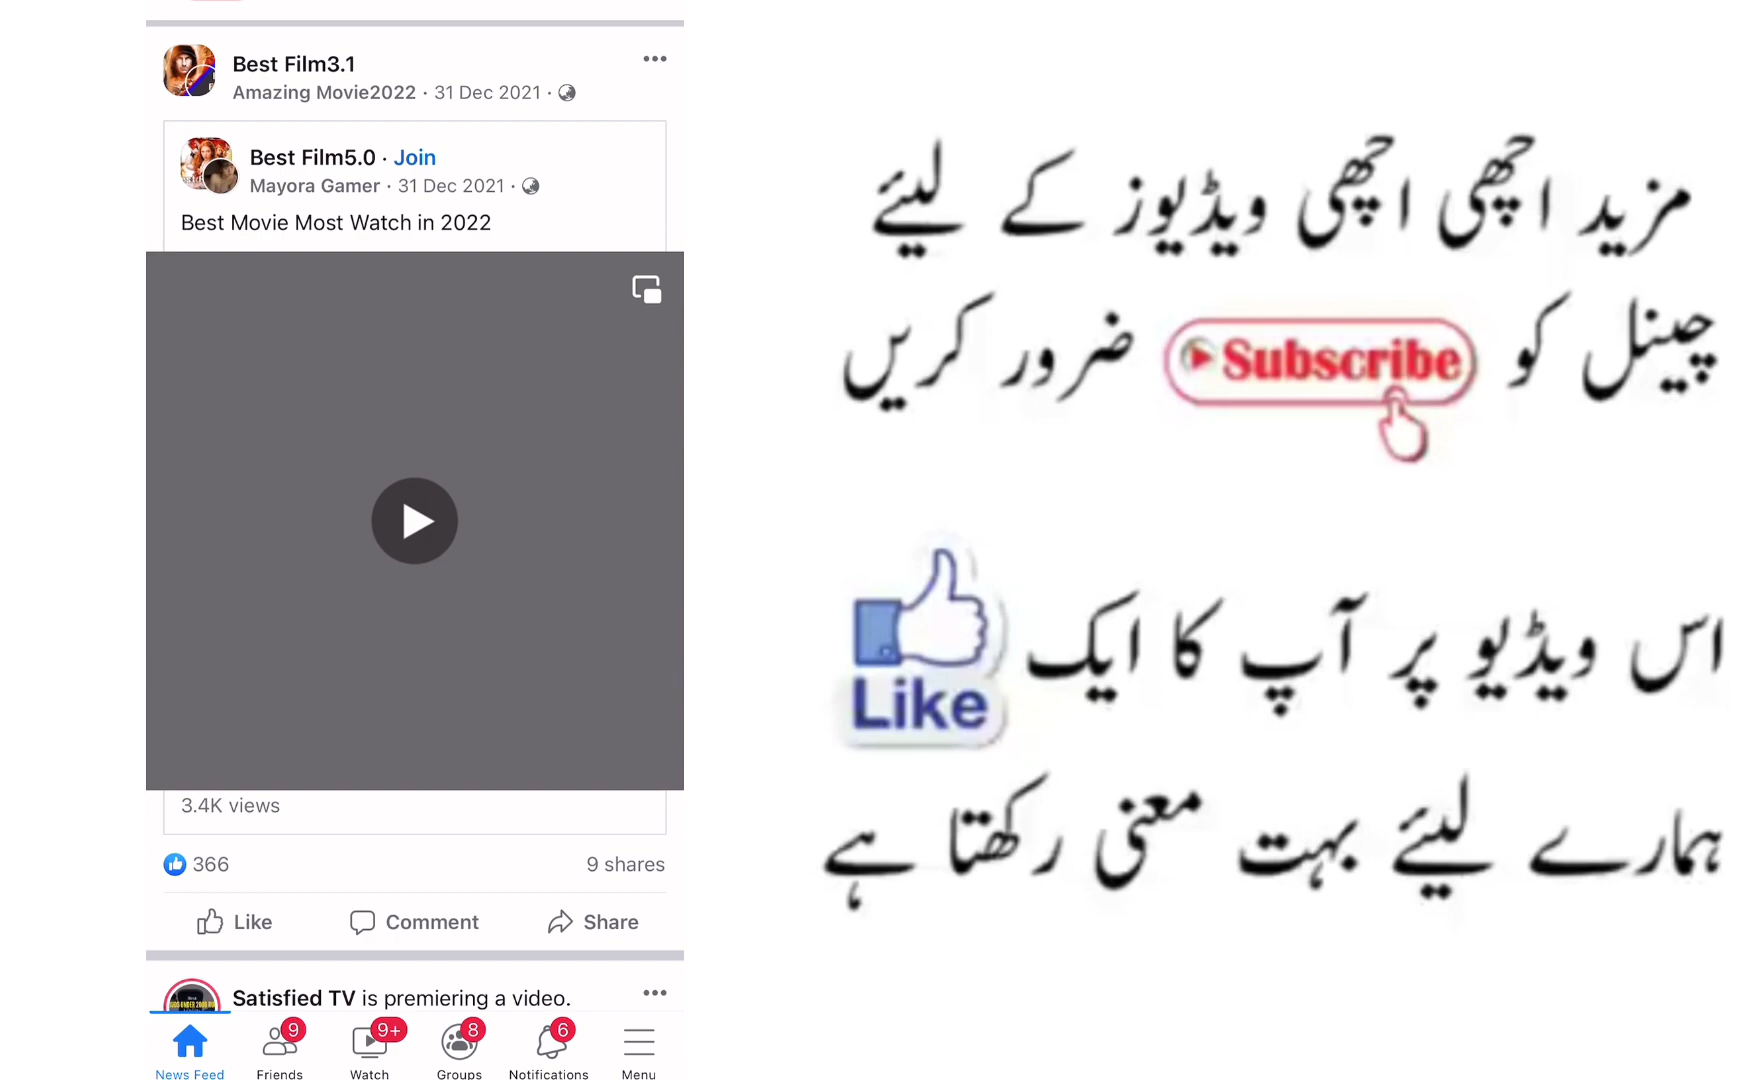 Best Film3.1
Amazing Movie2022 · 31 Dec 2021 ·
Best Film5.0 · Join
Mayora Gamer · 31 Dec 2021 ·
Best Movie Most Watch in 2022
3.4K views
366
9 shares
Like
Comment
Share
Satisfied TV is premiering a video.
9
9+
8
6
News Feed
Friends
Watch
Groups
Notifications
Menu
مزید اچھی اچھی ویڈیوز کے لیئے
چینل کو Subscribe ضرور کریں
اس ویڈیو پر آپ کا ایک Like
ہمارے لیئے بہت معنی رکھتا ہے